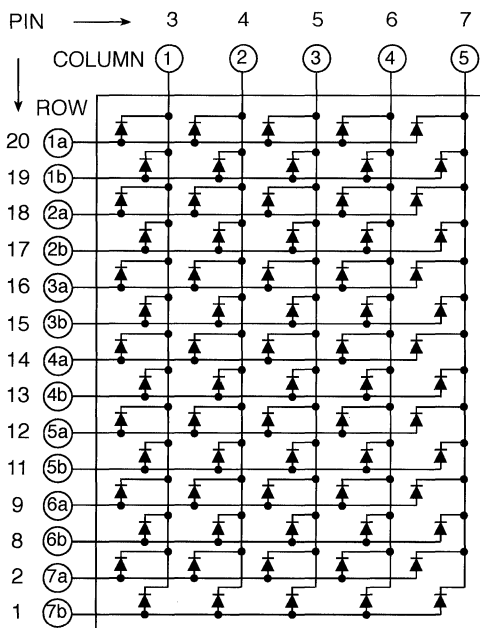 PIN → 3 4 5 6 7
COLUMN 1 2 3 4 5
ROW
20 1a
19 1b
18 2a
17 2b
16 3a
15 3b
14 4a
13 4b
12 5a
11 5b
9 6a
8 6b
2 7a
1 7b